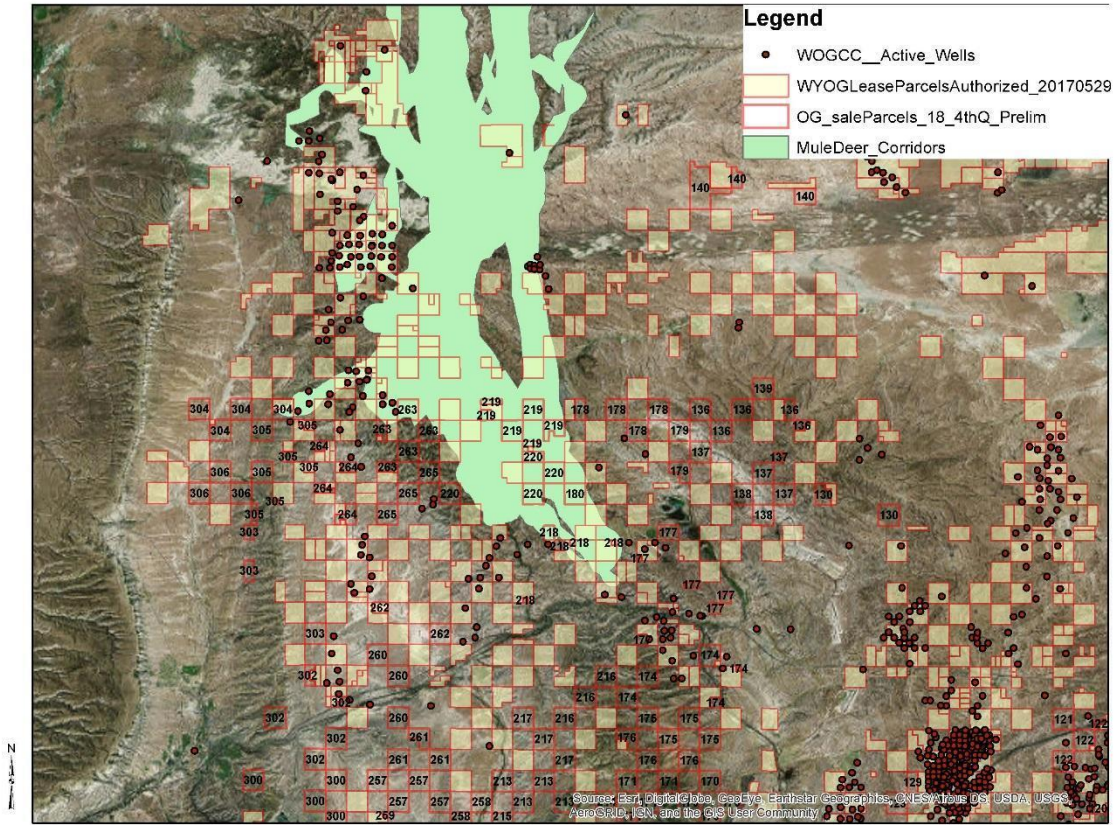 Legend
WOGCC__Active_Wells
WYOGLeaseParcelsAuthorized_20170529
OG_saleParcels_18_4thQ_Prelim
MuleDeer_Corridors
140
140
140
139
304 304 304 263 219 219 178 178 178 136 136 136
219
304 305 305 263 263 219 219 178 179 136 136
264 263 219 137 137
305 220
306 305 305 264 263 265 220 179 137
306 306 264 265 220 220 180 138 137 130
305
305 264 265 138 130
303 218 177
218 218 218
177
303
218 177 177
262 177
303 262
260 174
302 260 216 174 174
302 216 174 174
302 260 217 216 176 175
302 261 217 176 175 121 122
302 261 261 217 176 176 122
300 300 257 257 213 213 171 174 170 129
300 257 257 258 213
300 269 258 215
Source: Esri, DigitalGlobe, GeoEye, Earthstar Geographics, CNES/Airbus DS, USDA, USGS,
AeroGRID, IGN, and the GIS User Community
N